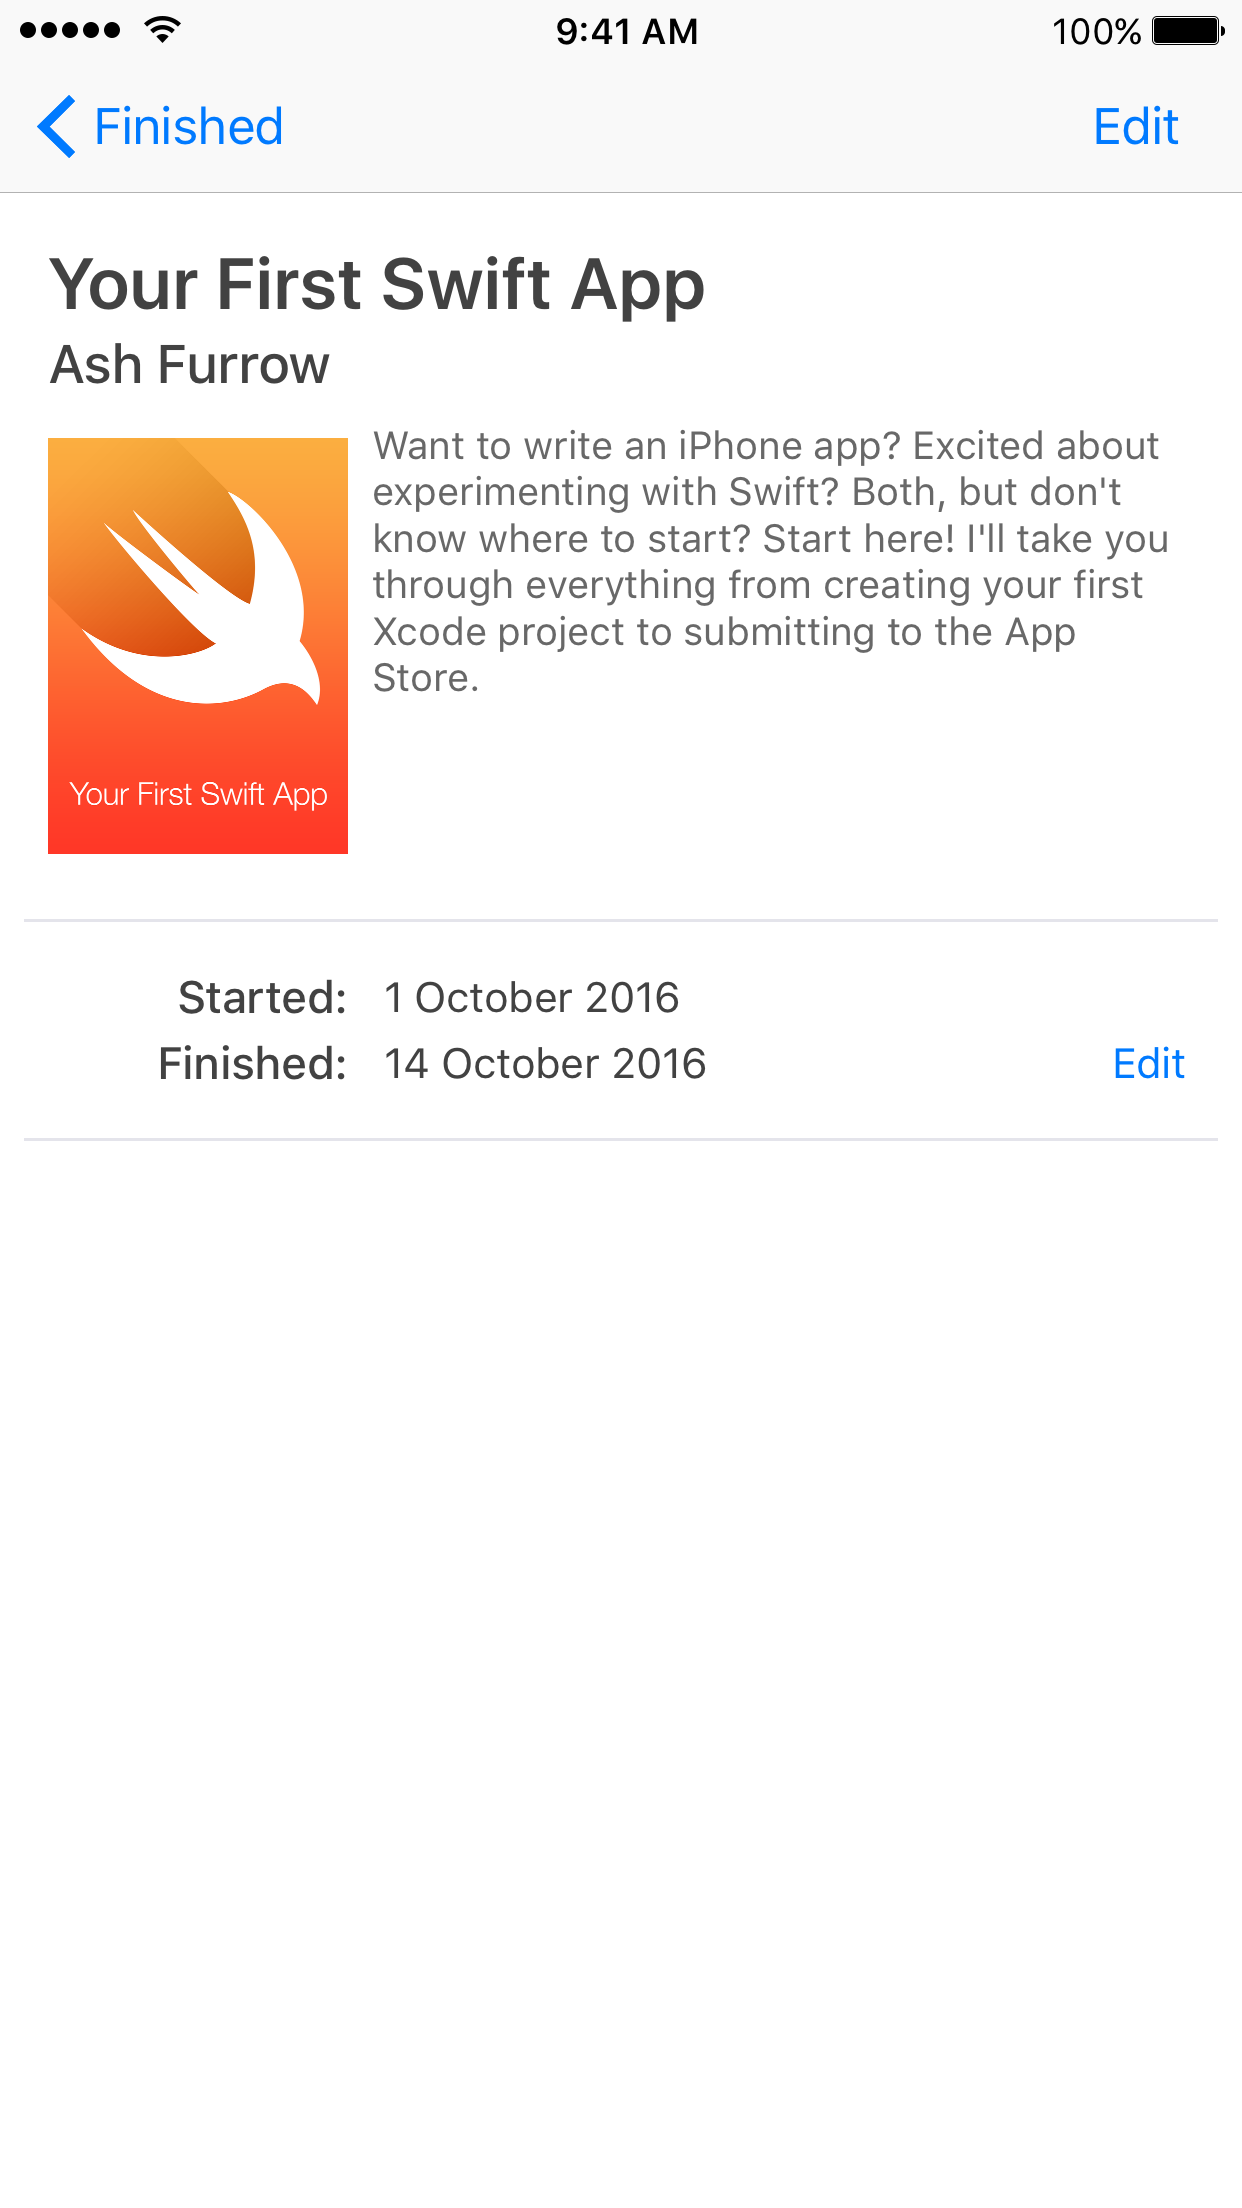 9:41 AM 100%
Finished Edit
Your First Swift App
Ash Furrow
Want to write an iPhone app? Excited about
experimenting with Swift? Both, but don't
know where to start? Start here! I'll take you
through everything from creating your first
Xcode project to submitting to the App
Store.
Your First Swift App
Started: 1 October 2016
Finished: 14 October 2016 Edit